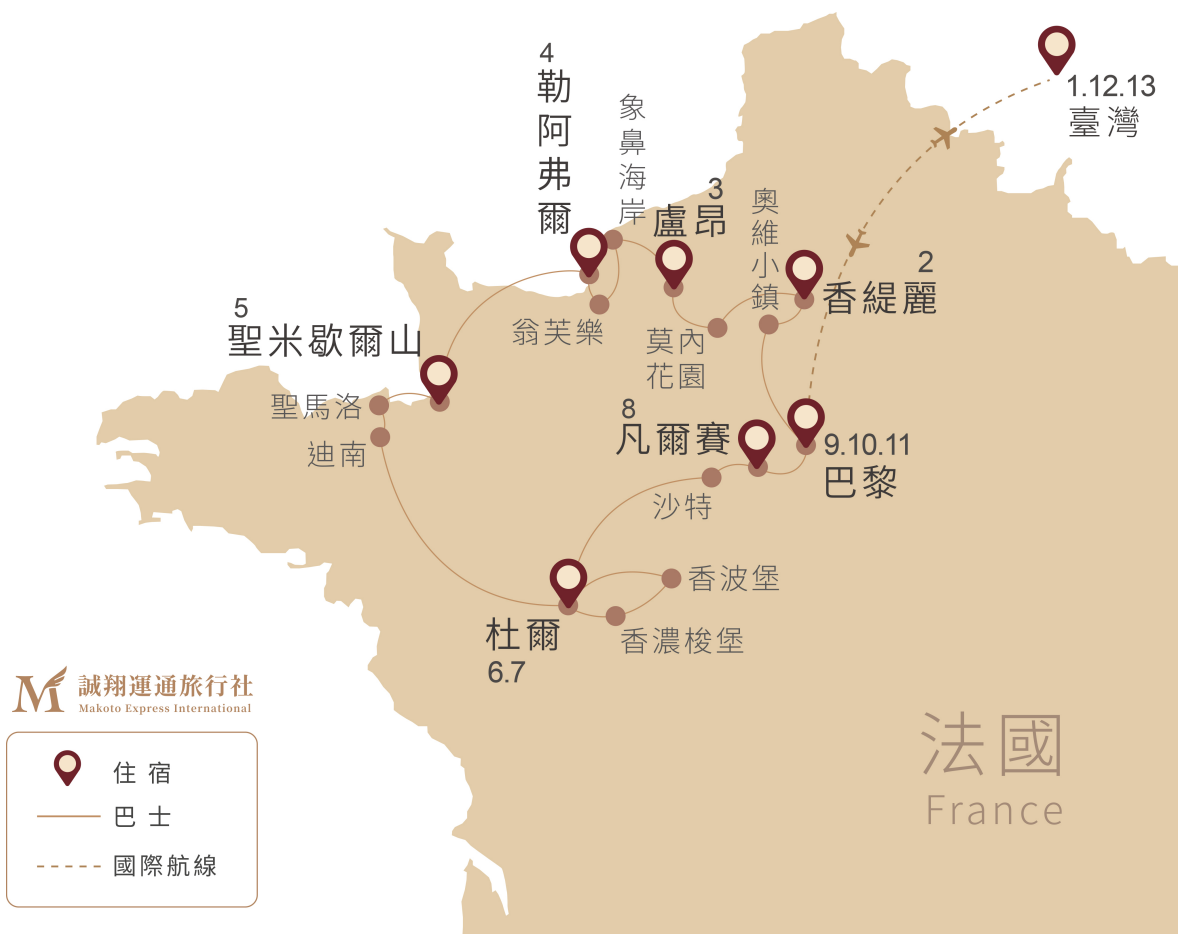 1.12.13
臺灣
4
勒阿弗爾
象鼻海岸
3
盧昂
奧維小鎮
2
香緹麗
翁芙樂
莫內
花園
5
聖米歇爾山
聖馬洛
迪南
8
凡爾賽
9.10.11
巴黎
沙特
香波堡
香濃梭堡
杜爾
6.7
誠翔運通旅行社
Makoto Express International
住宿
巴士
國際航線
法國
France